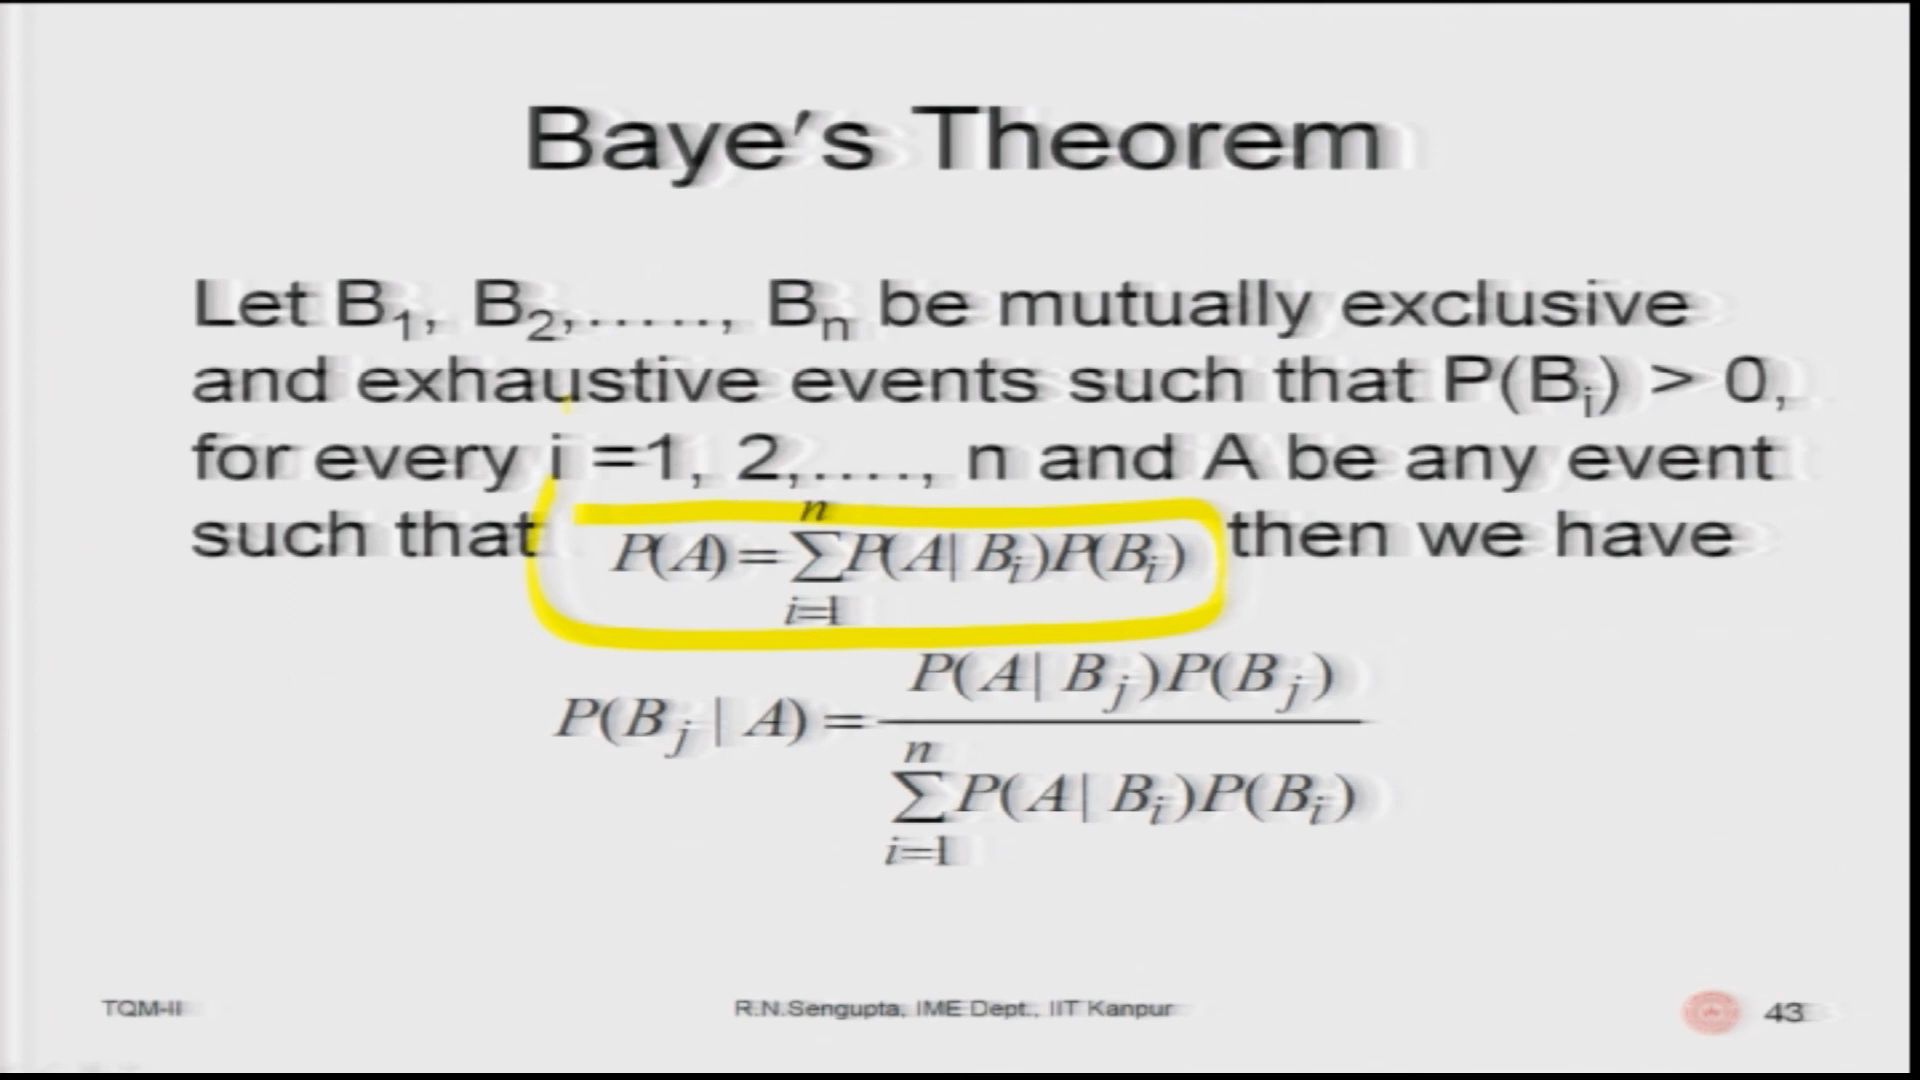 Baye's Theorem
Let B₁, B₂,....., Bₙ be mutually exclusive
and exhaustive events such that P(Bᵢ) > 0,
for every i =1, 2,...., n and A be any event
such that P(A) = ∑ⁿᵢ₌₁ P(A| Bᵢ)P(Bᵢ) then we have
P(Bⱼ | A) = P(A| Bⱼ)P(Bⱼ) / ∑ⁿᵢ₌₁ P(A| Bᵢ)P(Bᵢ)
TQM-II R.N.Sengupta, IME Dept., IIT Kanpur 43